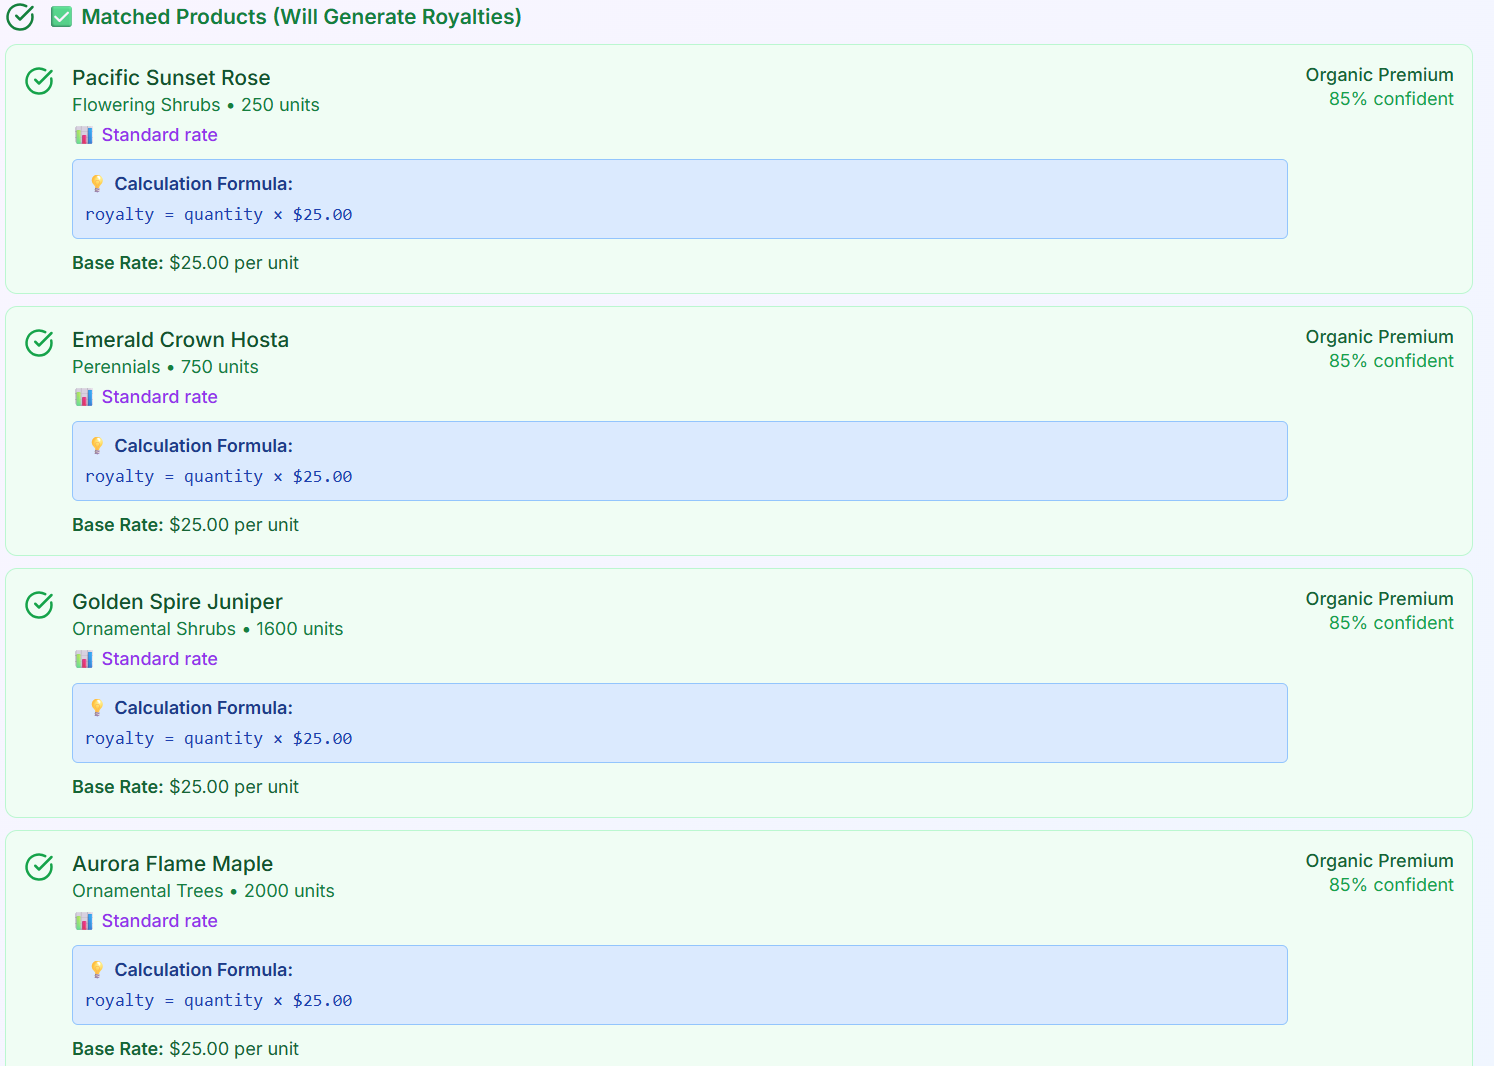 ✅ Matched Products (Will Generate Royalties)
Pacific Sunset Rose
Organic Premium
Flowering Shrubs • 250 units
85% confident
📊 Standard rate
💡 Calculation Formula:
royalty = quantity × $25.00
Base Rate: $25.00 per unit
Emerald Crown Hosta
Organic Premium
Perennials • 750 units
85% confident
📊 Standard rate
💡 Calculation Formula:
royalty = quantity × $25.00
Base Rate: $25.00 per unit
Golden Spire Juniper
Organic Premium
Ornamental Shrubs • 1600 units
85% confident
📊 Standard rate
💡 Calculation Formula:
royalty = quantity × $25.00
Base Rate: $25.00 per unit
Aurora Flame Maple
Organic Premium
Ornamental Trees • 2000 units
85% confident
📊 Standard rate
💡 Calculation Formula:
royalty = quantity × $25.00
Base Rate: $25.00 per unit